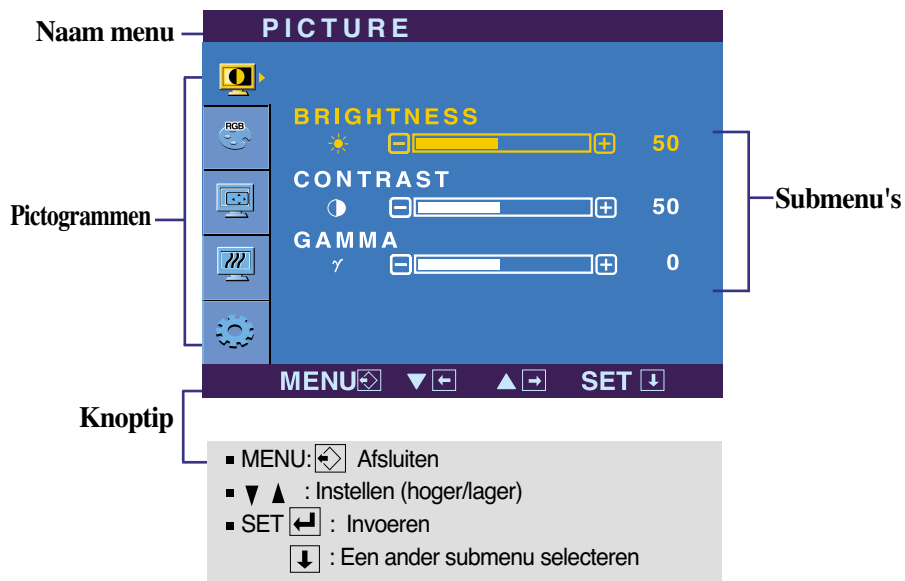 Naam menu
PICTURE
RGB
BRIGHTNESS
50
CONTRAST
50
GAMMA
γ
0
Pictogrammen
Submenu's
MENU ▼ ← ▲ → SET ↓
Knoptip
▪ MENU: Afsluiten
▪ ▼ ▲ : Instellen (hoger/lager)
▪ SET ↵ : Invoeren
↓ : Een ander submenu selecteren